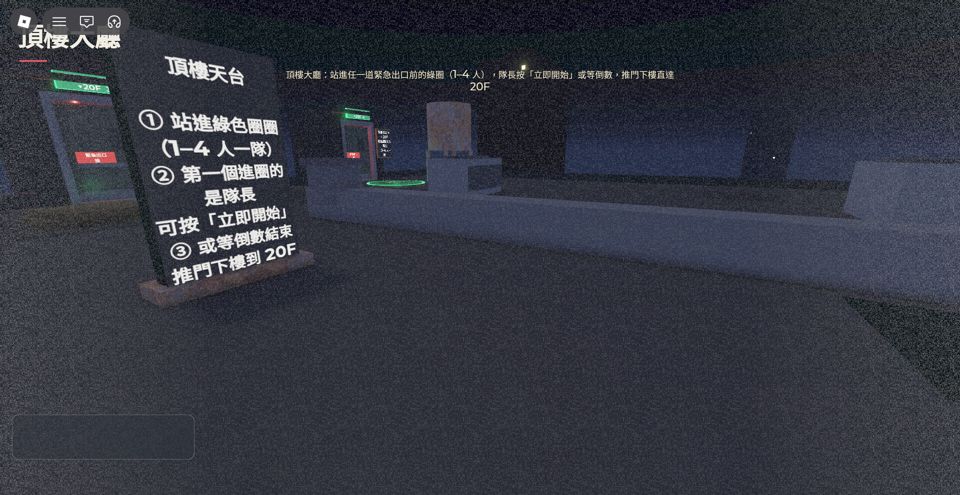 頂樓大廳
頂樓大廳：站進任一道緊急出口前的綠圈（1–4 人），隊長按「立即開始」或等倒數，推門下樓直達
20F
頂樓天台
① 站進綠色圈圈
（1–4 人一隊）
② 第一個進圈的
是隊長
可按「立即開始」
③ 或等倒數結束
推門下樓到 20F
緊急出口